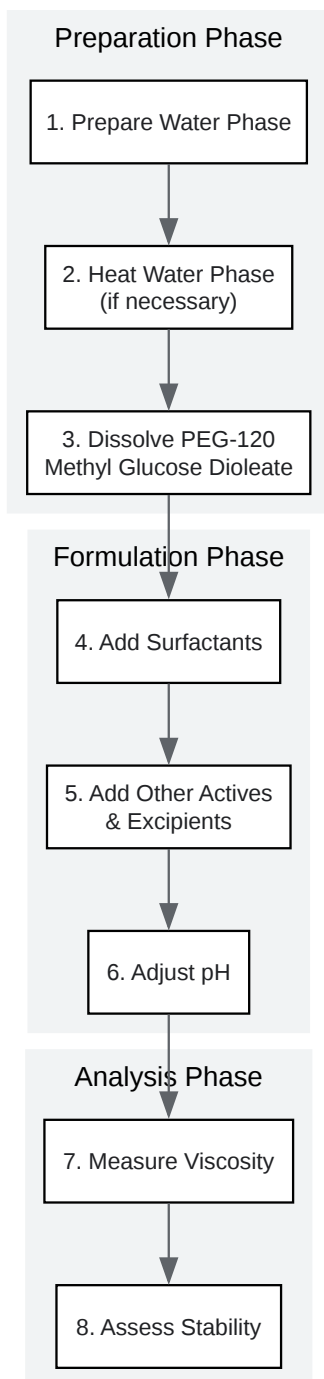 Preparation Phase
1. Prepare Water Phase
2. Heat Water Phase
(if necessary)
3. Dissolve PEG-120
Methyl Glucose Dioleate
Formulation Phase
4. Add Surfactants
5. Add Other Actives
& Excipients
6. Adjust pH
Analysis Phase
7. Measure Viscosity
8. Assess Stability